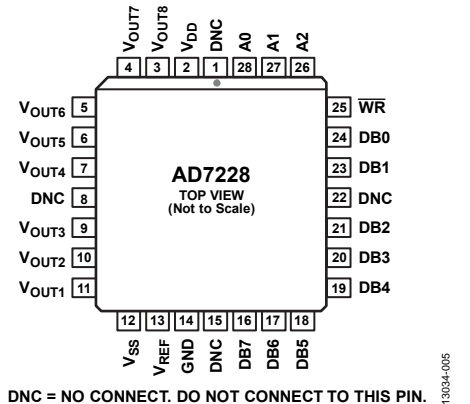 VOUT7 VOUT8 VDD DNC A0 A1 A2
4 3 2 1 28 27 26
VOUT6 5
VOUT5 6
VOUT4 7
DNC 8
VOUT3 9
VOUT2 10
VOUT1 11
AD7228
TOP VIEW
(Not to Scale)
25 W̅R̅
24 DB0
23 DB1
22 DNC
21 DB2
20 DB3
19 DB4
12 13 14 15 16 17 18
VSS VREF GND DNC DB7 DB6 DB5
DNC = NO CONNECT. DO NOT CONNECT TO THIS PIN.
13034-005